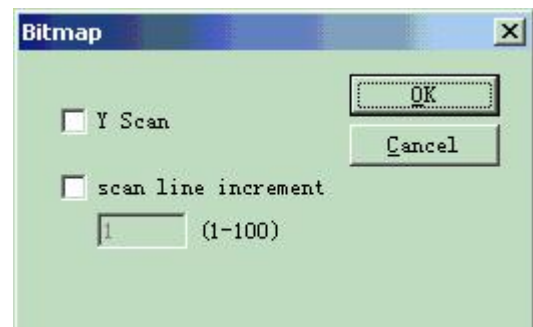 Bitmap
OK
Y Scan
Cancel
scan line increment
1 (1-100)